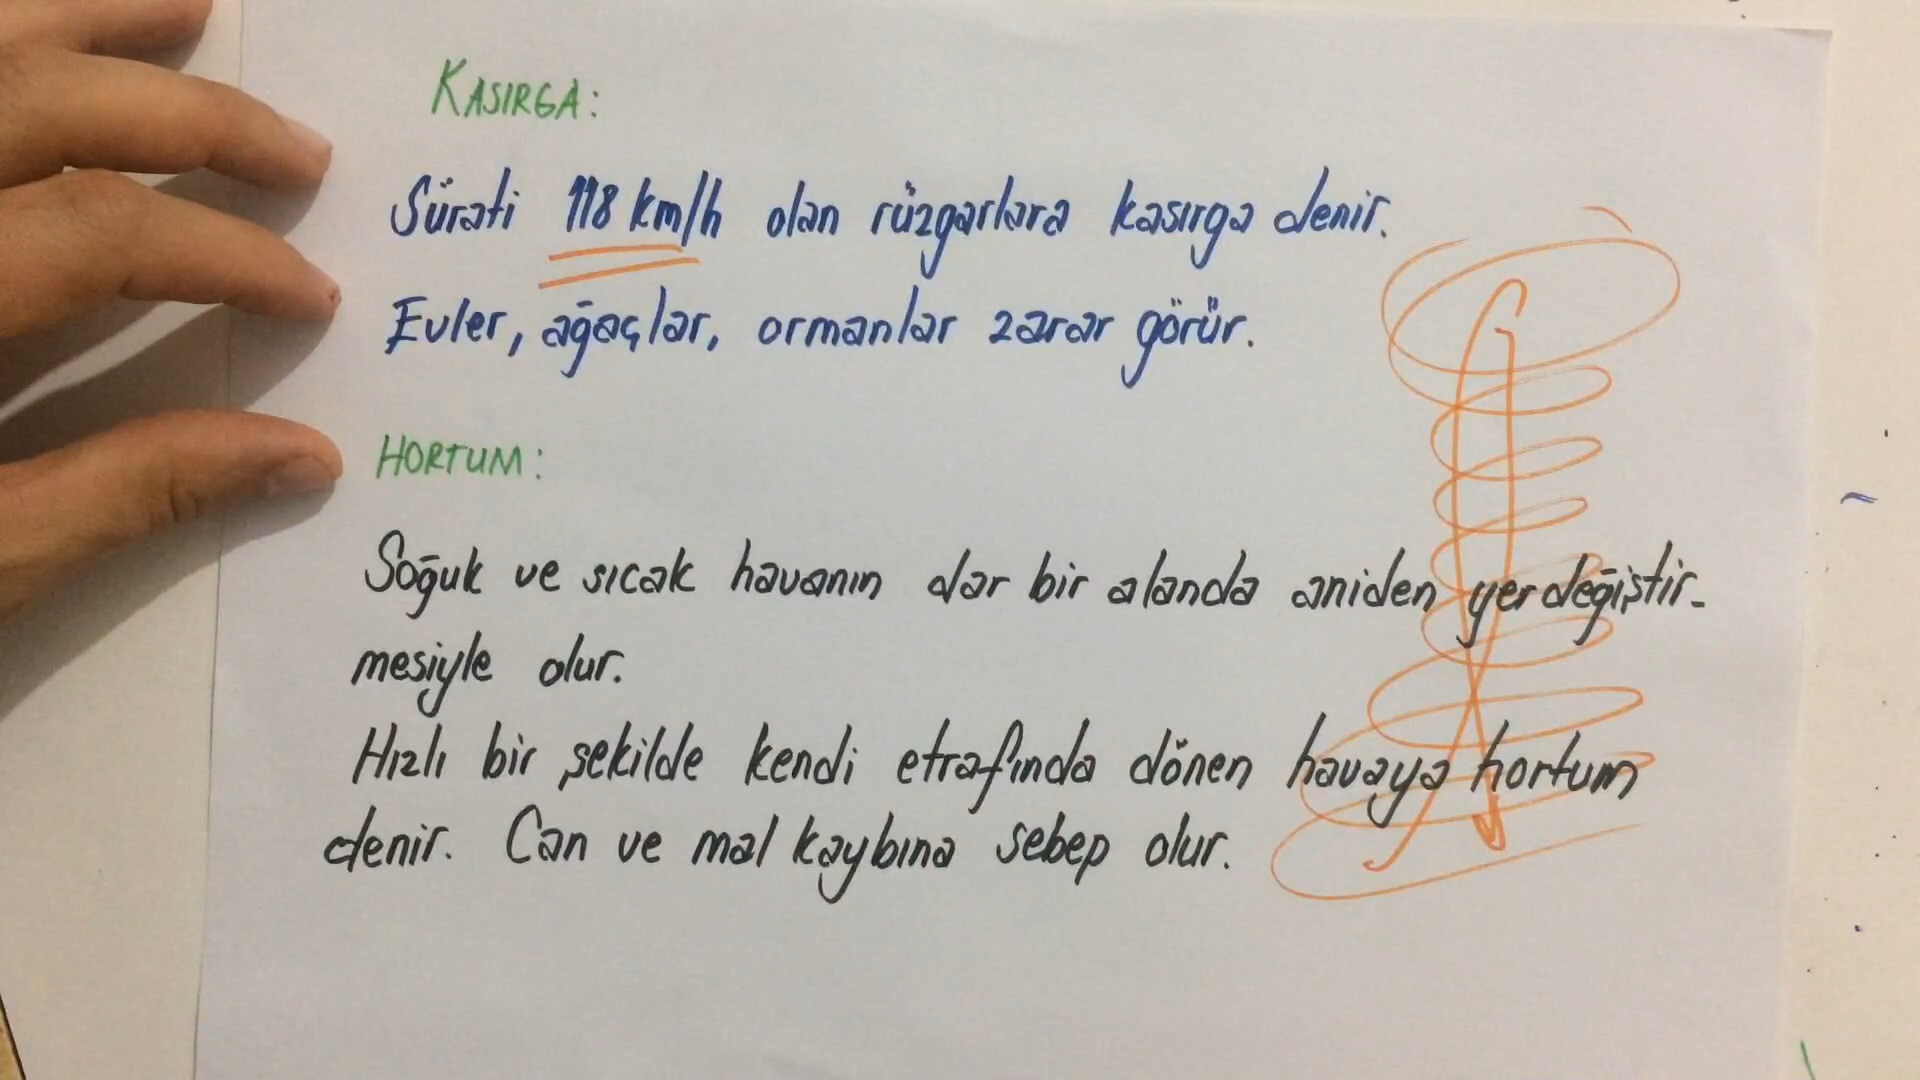 KASIRGA:
Sürati 118 km/h olan rüzgarlara kasırga denir.
Evler, ağaçlar, ormanlar zarar görür.
HORTUM:
Soğuk ve sıcak havanın dar bir alanda aniden yerdeğiştir-
mesiyle olur.
Hızlı bir şekilde kendi etrafında dönen havaya hortum
denir. Can ve mal kaybına sebep olur.